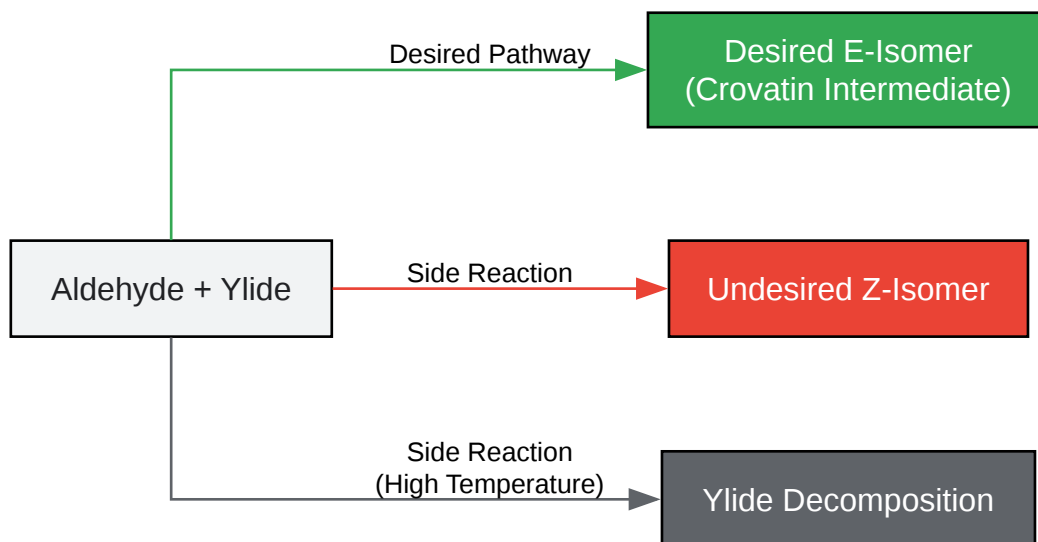 Desired Pathway
Desired E-Isomer
(Crovatin Intermediate)
Aldehyde + Ylide
Side Reaction
Undesired Z-Isomer
Side Reaction
(High Temperature)
Ylide Decomposition